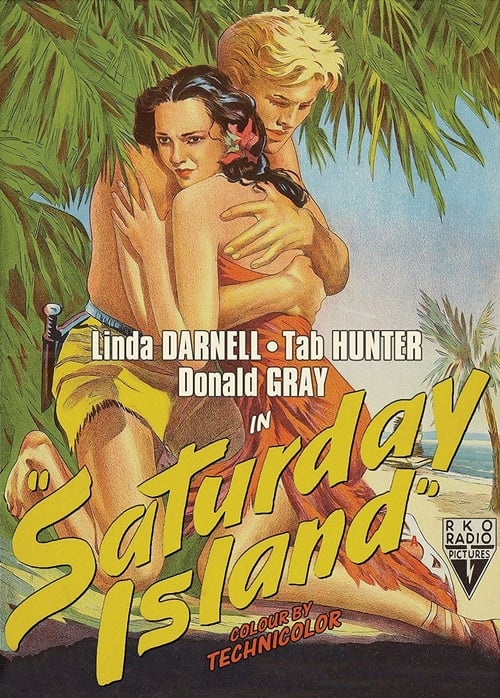 Linda DARNELL • Tab HUNTER
Donald GRAY
IN
"Saturday
Island"
COLOUR BY
TECHNICOLOR
RKO
RADIO
PICTURES